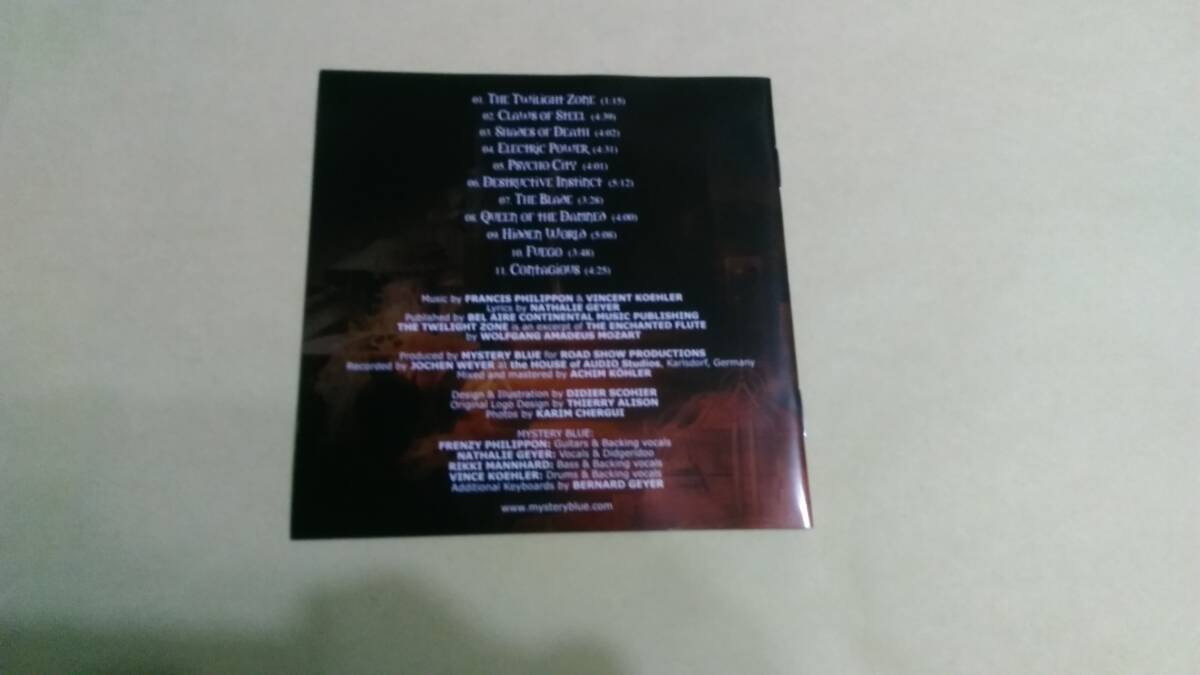 01. The Twilight Zone (1:15)
02. Claws of Steel (4:39)
03. Shades of Death (4:02)
04. Electric Power (4:31)
05. Psycho City (4:01)
06. Destructive Instinct (5:12)
07. The Blade (3:28)
08. Queen of the Damned (4:00)
09. Hidden World (5:08)
10. Fuego (3:48)
11. Contagious (4:25)
Music by FRANCIS PHILIPPON & VINCENT KOEHLER
Lyrics by NATHALIE GEYER
Published by BEL AIRE CONTINENTAL MUSIC PUBLISHING
THE TWILIGHT ZONE is an excerpt of THE ENCHANTED FLUTE
by WOLFGANG AMADEUS MOZART
Produced by MYSTERY BLUE for ROAD SHOW PRODUCTIONS
Recorded by JOCHEN WEYER at the HOUSE of AUDIO Studios, Karlsdorf, Germany
Mixed and mastered by ACHIM KÖHLER
Design & Illustration by DIDIER SCOHIER
Original Logo Design by THIERRY ALISON
Photos by KARIM CHERGUI
MYSTERY BLUE:
FRENZY PHILIPPON: Guitars & Backing vocals
NATHALIE GEYER: Vocals & Didgeridoo
RIKKI MANNHARD: Bass & Backing vocals
VINCE KOEHLER: Drums & Backing vocals
Additional Keyboards by BERNARD GEYER
www.mysteryblue.com